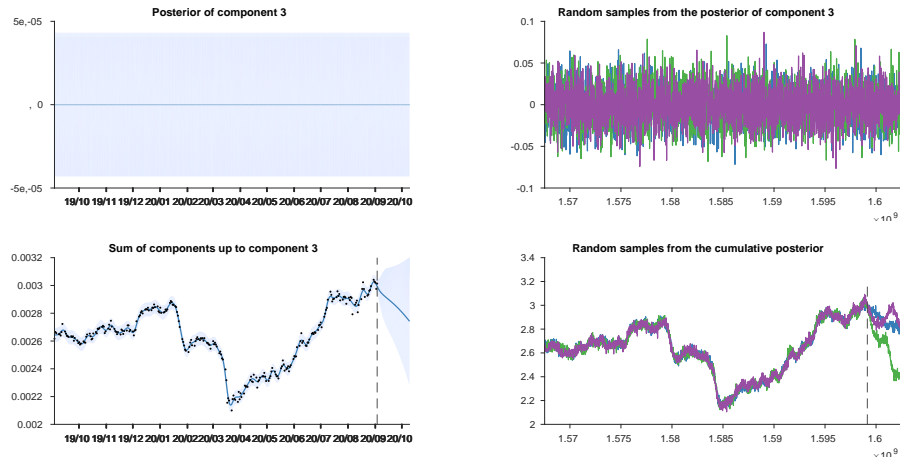 Posterior of component 3
5e,-05
, 0
-5e,-05
19/10 19/11 19/12 20/01 20/02 20/03 20/04 20/05 20/06 20/07 20/08 20/09 20/10
Random samples from the posterior of component 3
0.1
0.05
0
-0.05
-0.1
1.57 1.575 1.58 1.585 1.59 1.595 1.6
×10^9
Sum of components up to component 3
0.0032
0.003
0.0028
0.0026
0.0024
0.0022
0.002
19/10 19/11 19/12 20/01 20/02 20/03 20/04 20/05 20/06 20/07 20/08 20/09 20/10
Random samples from the cumulative posterior
3.4
3.2
3
2.8
2.6
2.4
2.2
2
1.57 1.575 1.58 1.585 1.59 1.595 1.6
×10^9